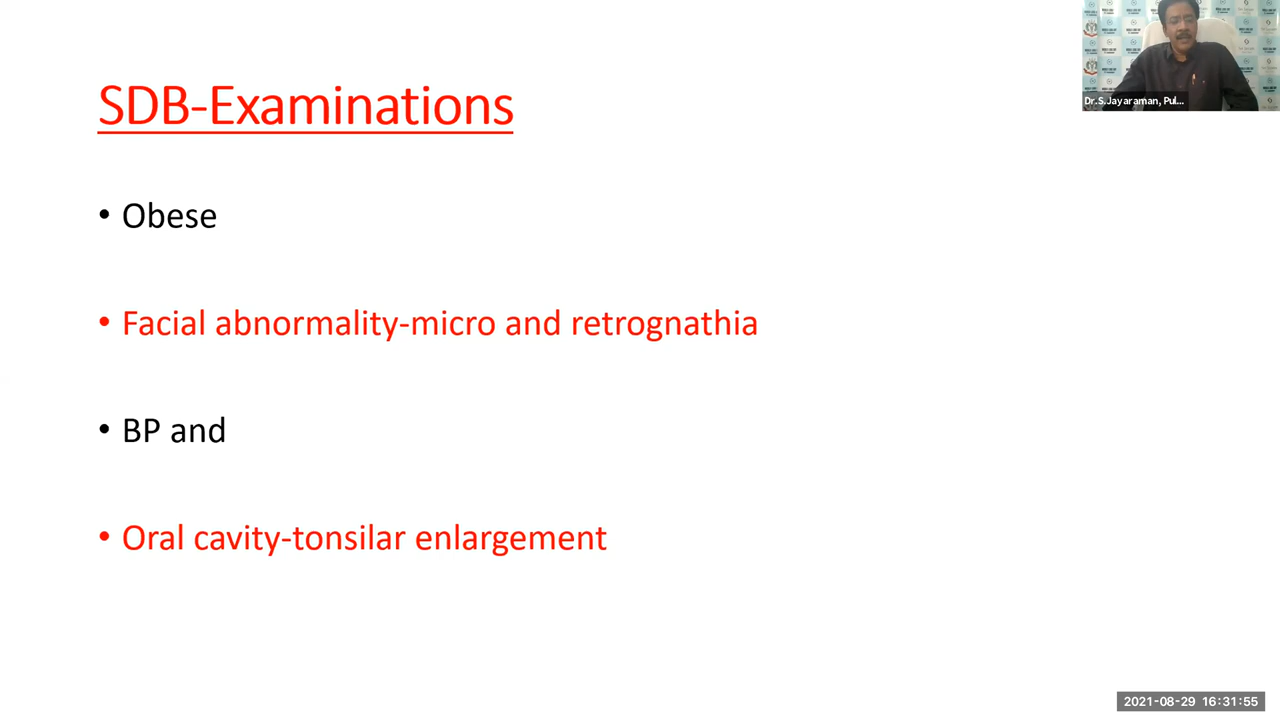 SDB-Examinations
• Obese
• Facial abnormality-micro and retrognathia
• BP and
• Oral cavity-tonsilar enlargement
Dr.S.Jayaraman, Pul...
2021-08-29 16:31:55